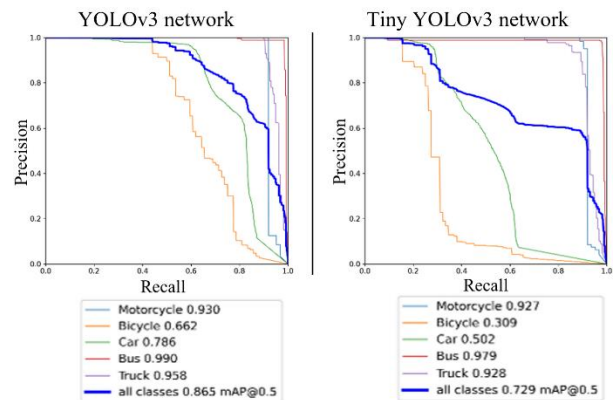 YOLOv3 network
Tiny YOLOv3 network
1.0
0.8
0.6
0.4
0.2
0.0
Precision
0.0 0.2 0.4 0.6 0.8 1.0
Recall
Motorcycle 0.930
Bicycle 0.662
Car 0.786
Bus 0.990
Truck 0.958
all classes 0.865 mAP@0.5
1.0
0.8
0.6
0.4
0.2
0.0
Precision
0.0 0.2 0.4 0.6 0.8 1.0
Recall
Motorcycle 0.927
Bicycle 0.309
Car 0.502
Bus 0.979
Truck 0.928
all classes 0.729 mAP@0.5